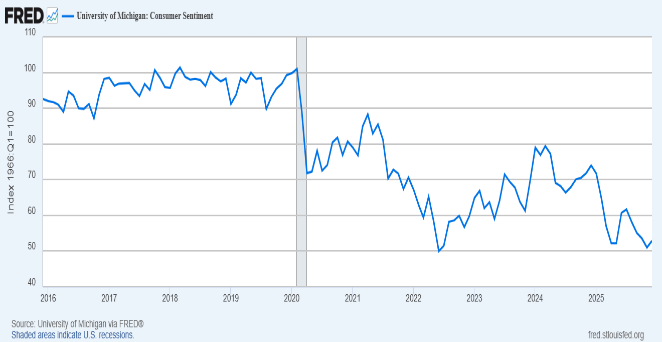 FRED University of Michigan: Consumer Sentiment
110
100
90
80
70
60
50
40
Index 1966:Q1=100
2016 2017 2018 2019 2020 2021 2022 2023 2024 2025
Source: University of Michigan via FRED®
Shaded areas indicate U.S. recessions.
fred.stlouisfed.org